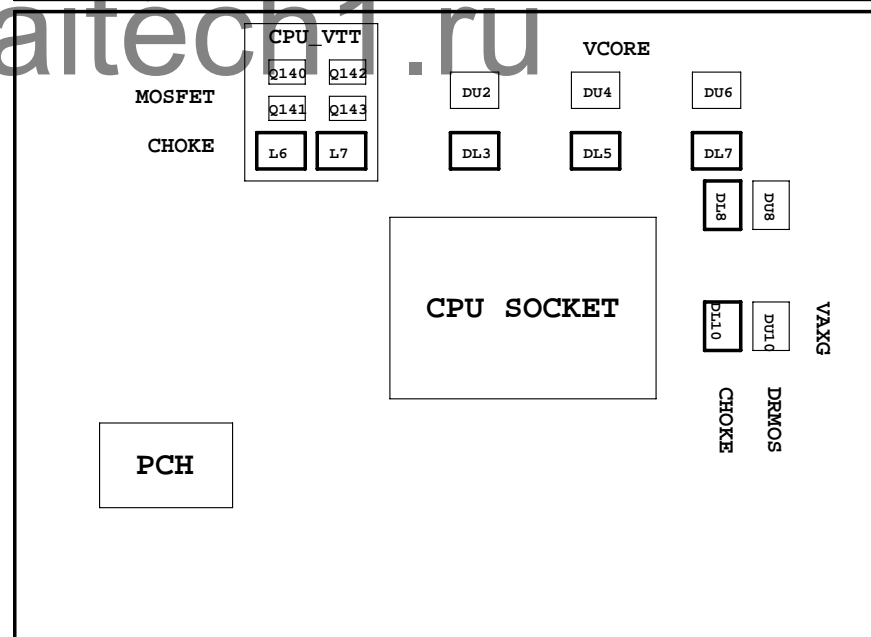 aitech1.ru
CPU_VTT
VCORE
Q140 Q142
MOSFET
DU2 DU4 DU6
Q141 Q143
CHOKE
L6 L7
DL3 DL5 DL7
DL8 DU8
CPU SOCKET
DL10 DU10
VAXG
CHOKE
DRMOS
PCH